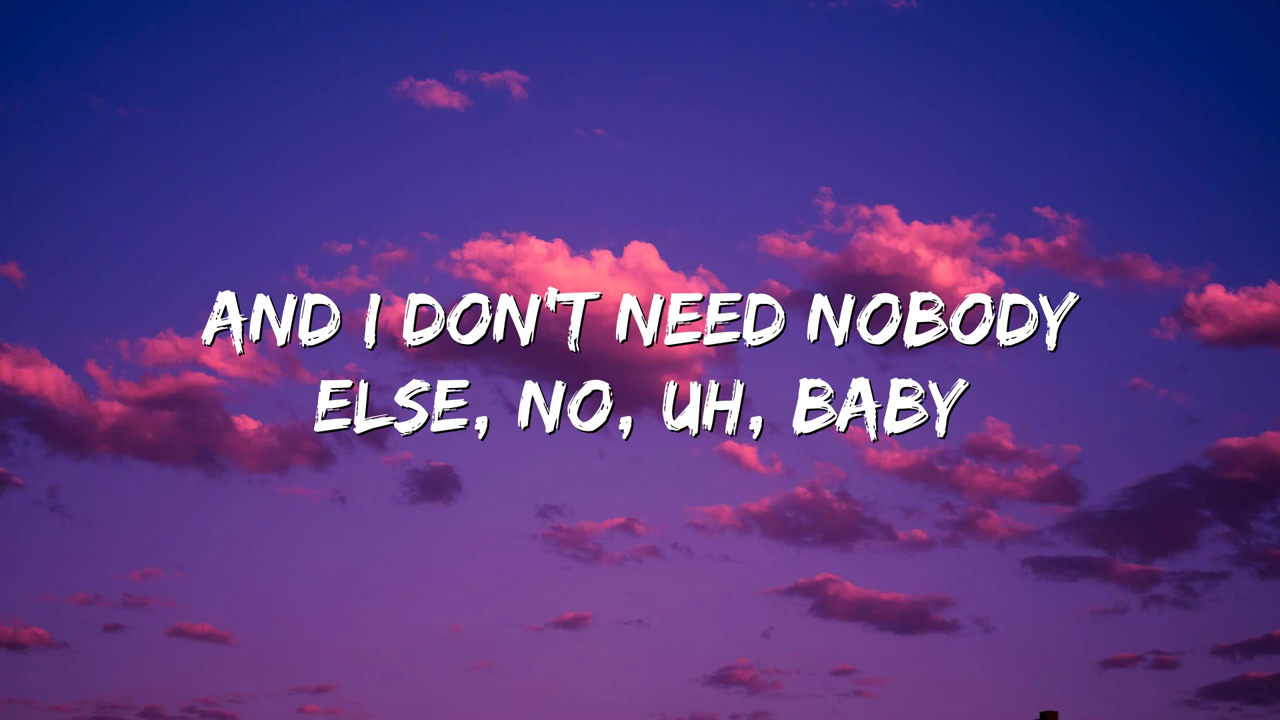 AND I DON'T NEED NOBODY
ELSE, NO, UH, BABY